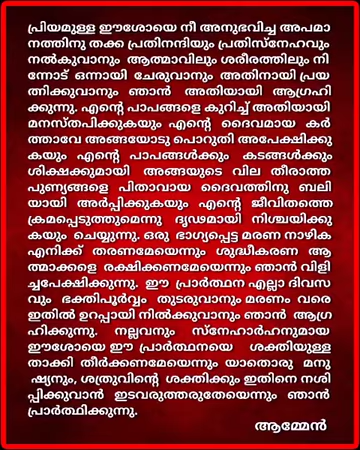 പ്രിയമുള്ള ഈശോയെ നീ അനുഭവിച്ച അപമാ
നത്തിനു തക്ക പ്രതിനന്ദിയും പ്രതിസ്നേഹവും
നൽകുവാനും ആത്മാവിലും ശരീരത്തിലും നി
ന്നോട് ഒന്നായി ചേരുവാനും അതിനായി പ്രയ
ത്നിക്കുവാനും ഞാൻ അതിയായി ആഗ്രഹി
ക്കുന്നു. എന്റെ പാപങ്ങളെ കുറിച്ച് അതിയായി
മനസ്തപിക്കുകയും എന്റെ ദൈവമായ കർ
ത്താവേ അങ്ങയോടു പൊറുതി അപേക്ഷിക്കു
കയും എന്റെ പാപങ്ങൾക്കും കടങ്ങൾക്കും
ശിക്ഷക്കുമായി അങ്ങയുടെ വില തീരാത്ത
പുണ്യങ്ങളെ പിതാവായ ദൈവത്തിനു ബലി
യായി അർപ്പിക്കുകയും എന്റെ ജീവിതത്തെ
ക്രമപ്പെടുത്തുമെന്നു ദൃഢമായി നിശ്ചയിക്കു
കയും ചെയ്യുന്നു. ഒരു ഭാഗ്യപ്പെട്ട മരണ നാഴിക
എനിക്ക് തരണമേയെന്നും ശുദ്ധീകരണ ആ
ത്മാക്കളെ രക്ഷിക്കണമേയെന്നും ഞാൻ വിളി
ച്ചപേക്ഷിക്കുന്നു. ഈ പ്രാർത്ഥന എല്ലാ ദിവസ
വും ഭക്തിപൂർവ്വം തുടരുവാനും മരണം വരെ
ഇതിൽ ഉറപ്പായി നിൽക്കുവാനും ഞാൻ ആഗ്ര
ഹിക്കുന്നു. നല്ലവനും സ്നേഹാർഹനുമായ
ഈശോയെ ഈ പ്രാർത്ഥനയെ ശക്തിയുള്ള
താക്കി തീർക്കണമേയെന്നും യാതൊരു മനു
ഷ്യനും, ശത്രുവിന്റെ ശക്തിക്കും ഇതിനെ നശി
പ്പിക്കുവാൻ ഇടവരുത്തരുതേയെന്നും ഞാൻ
പ്രാർത്ഥിക്കുന്നു.
ആമ്മേൻ